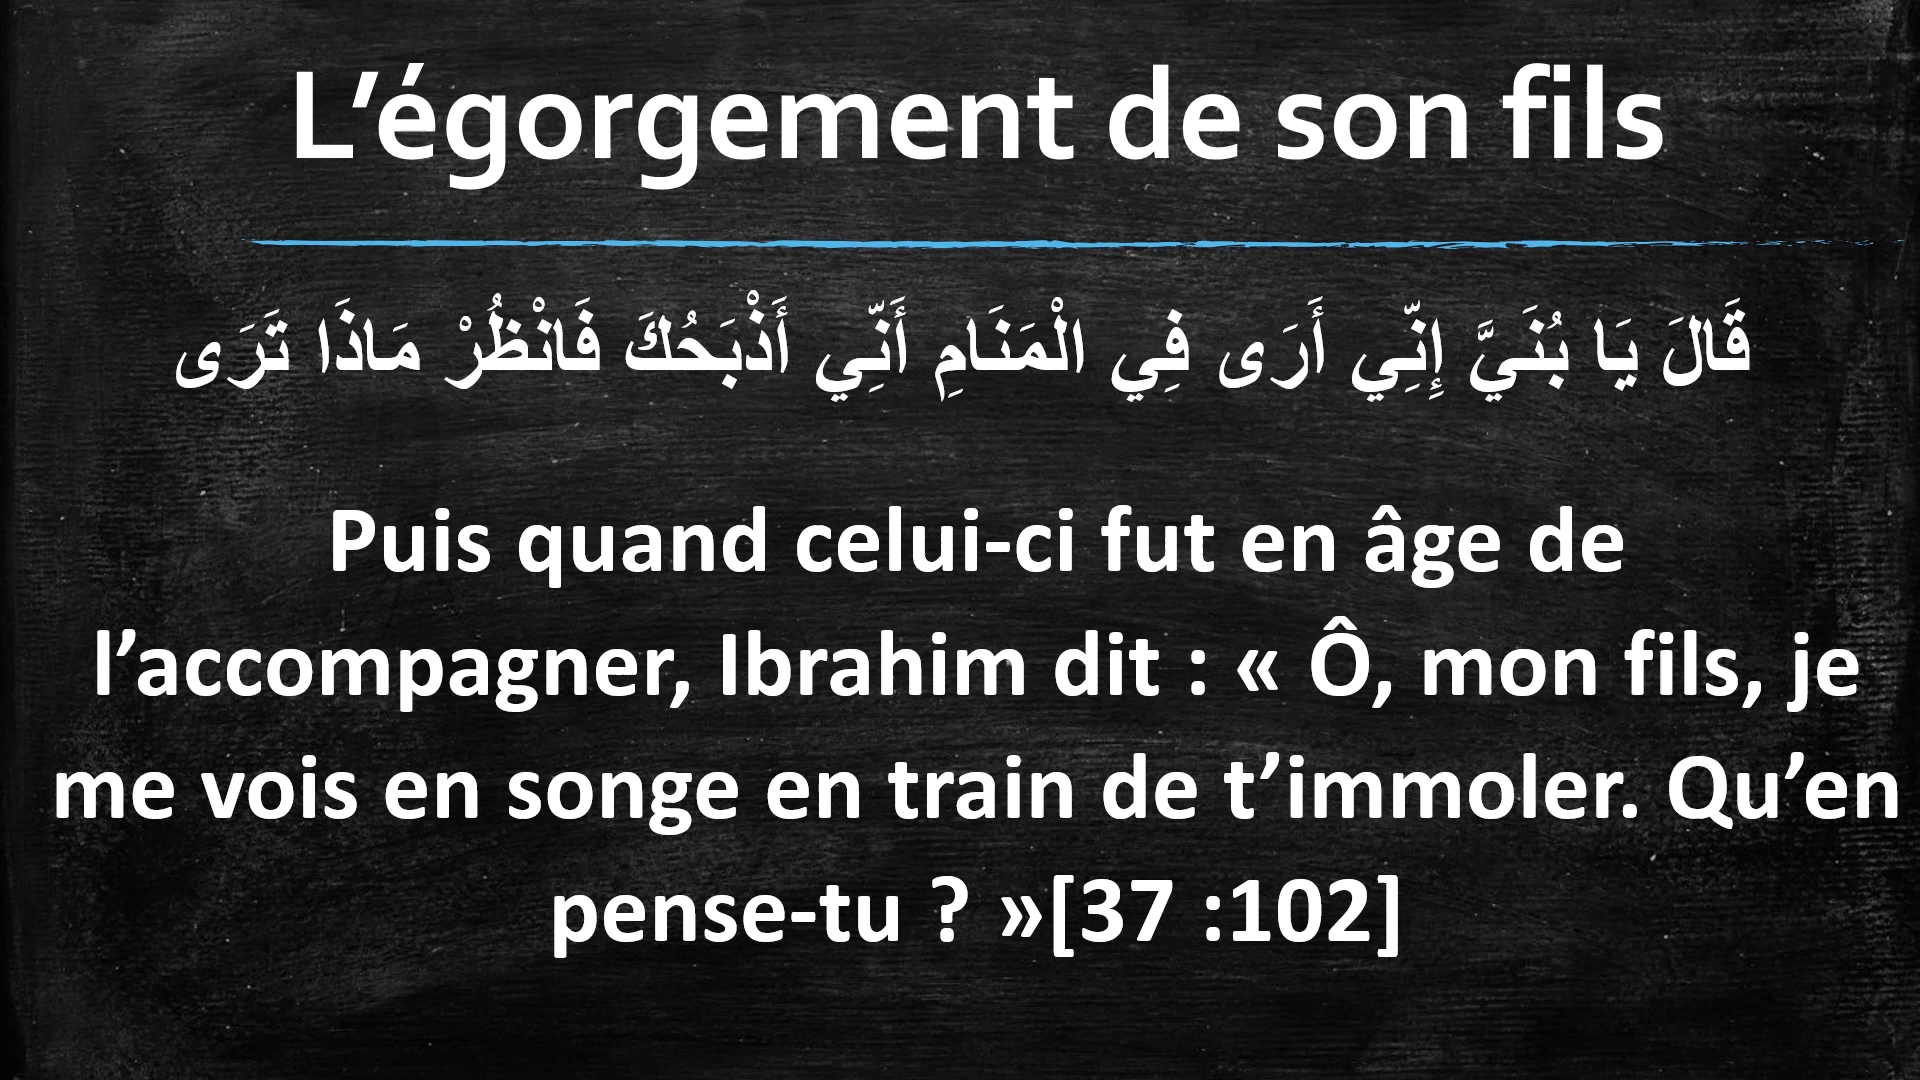 L’égorgement de son fils
قَالَ يَا بُنَيَّ إِنِّي أَرَى فِي الْمَنَامِ أَنِّي أَذْبَحُكَ فَانْظُرْ مَاذَا تَرَى
Puis quand celui-ci fut en âge de
l’accompagner, Ibrahim dit : « Ô, mon fils, je
me vois en songe en train de t’immoler. Qu’en
pense-tu ? »[37 :102]